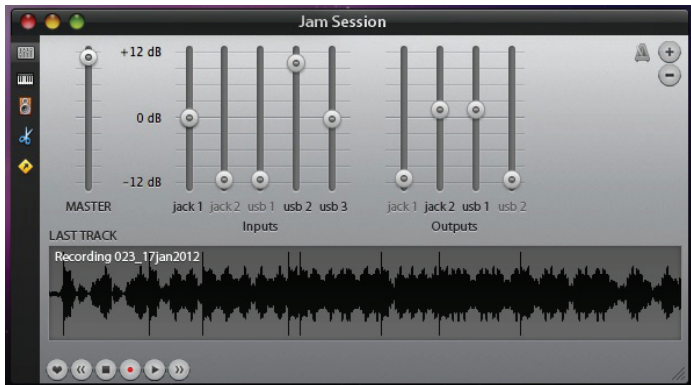 Jam Session
+12 dB
0 dB
−12 dB
MASTER
jack 1 jack 2 usb 1 usb 2 usb 3
Inputs
jack 1 jack 2 usb 1 usb 2
Outputs
LAST TRACK
Recording 023_17jan2012